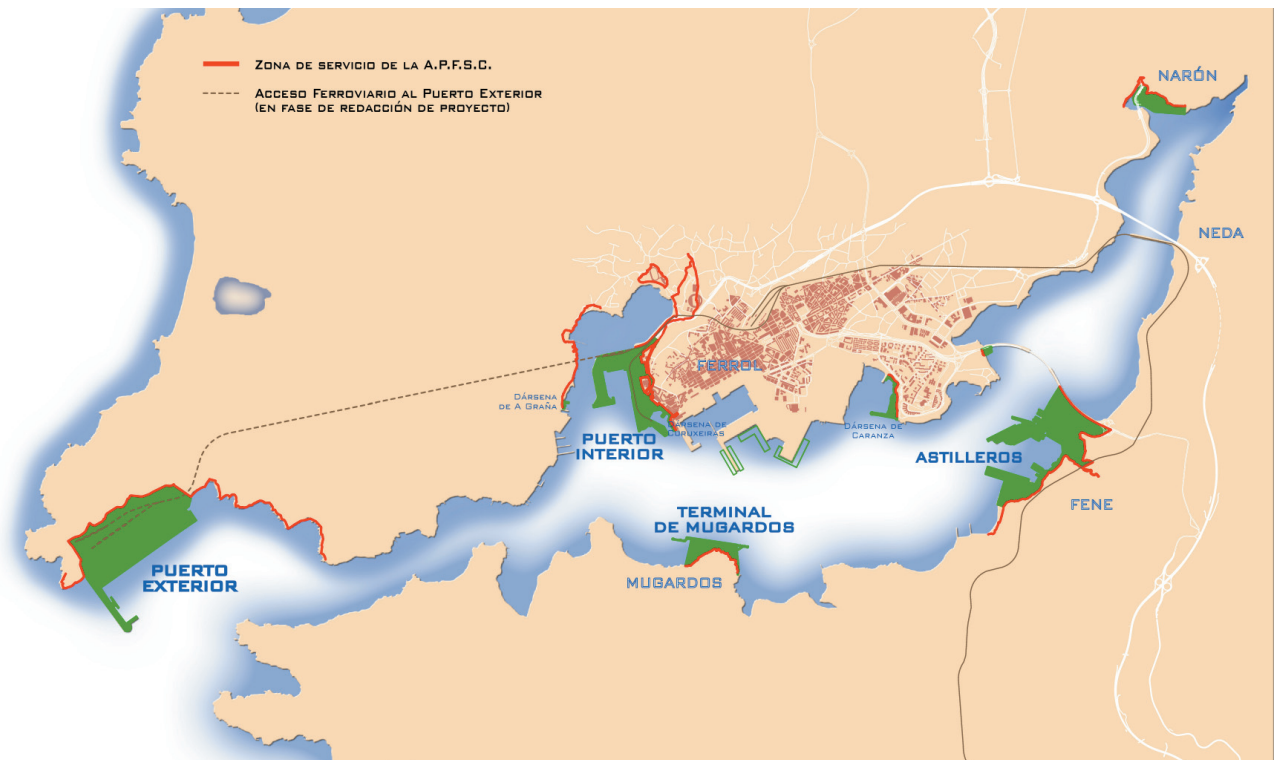 ZONA DE SERVICIO DE LA A.P.F.S.C.
ACCESO FERROVIARIO AL PUERTO EXTERIOR
(EN FASE DE REDACCIÓN DE PROYECTO)
NARÓN
NEDA
FERROL
DÁRSENA
DE A GRAÑA
PUERTO
INTERIOR
DÁRSENA DE
CURUXEIRAS
DÁRSENA DE
CARANZA
ASTILLEROS
FENE
TERMINAL
DE MUGARDOS
MUGARDOS
PUERTO
EXTERIOR